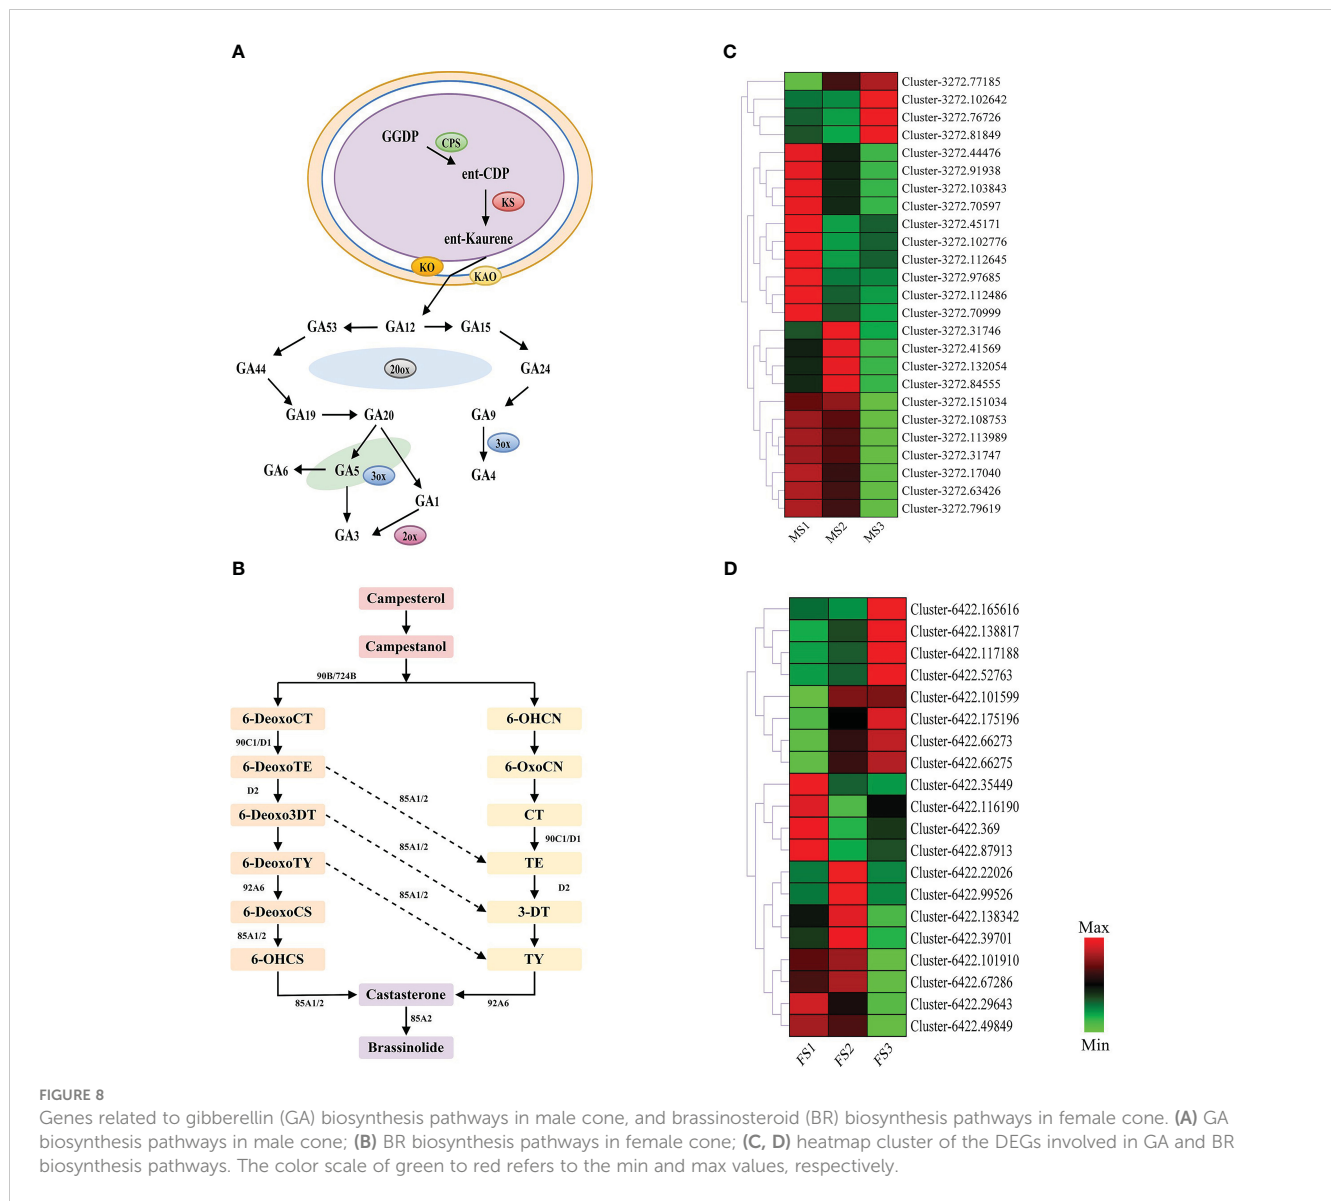 A
GGDP
CPS
ent-CDP
KS
ent-Kaurene
KO
KAO
GA53
GA12
GA15
GA44
20ox
GA24
GA19
GA20
GA9
3ox
GA6
GA5
3ox
GA4
GA1
GA3
2ox
B
Campesterol
Campestanol
90B/724B
6-DeoxoCT
6-OHCN
90C1/D1
6-DeoxoTE
6-OxoCN
D2
85A1/2
6-Deoxo3DT
CT
85A1/2
90C1/D1
6-DeoxoTY
TE
92A6
85A1/2
D2
6-DeoxoCS
3-DT
85A1/2
6-OHCS
TY
85A1/2
Castasterone
92A6
85A2
Brassinolide
C
Cluster-3272.77185
Cluster-3272.102642
Cluster-3272.76726
Cluster-3272.81849
Cluster-3272.44476
Cluster-3272.91938
Cluster-3272.103843
Cluster-3272.70597
Cluster-3272.45171
Cluster-3272.102776
Cluster-3272.112645
Cluster-3272.97685
Cluster-3272.112486
Cluster-3272.70999
Cluster-3272.31746
Cluster-3272.41569
Cluster-3272.132054
Cluster-3272.84555
Cluster-3272.151034
Cluster-3272.108753
Cluster-3272.113989
Cluster-3272.31747
Cluster-3272.17040
Cluster-3272.63426
Cluster-3272.79619
MS1 MS2 MS3
D
Cluster-6422.165616
Cluster-6422.138817
Cluster-6422.117188
Cluster-6422.52763
Cluster-6422.101599
Cluster-6422.175196
Cluster-6422.66273
Cluster-6422.66275
Cluster-6422.35449
Cluster-6422.116190
Cluster-6422.369
Cluster-6422.87913
Cluster-6422.22026
Cluster-6422.99526
Cluster-6422.138342
Cluster-6422.39701
Cluster-6422.101910
Cluster-6422.67286
Cluster-6422.29643
Cluster-6422.49849
FS1 FS2 FS3
Max
Min
FIGURE 8
Genes related to gibberellin (GA) biosynthesis pathways in male cone, and brassinosteroid (BR) biosynthesis pathways in female cone. (A) GA
biosynthesis pathways in male cone; (B) BR biosynthesis pathways in female cone; (C, D) heatmap cluster of the DEGs involved in GA and BR
biosynthesis pathways. The color scale of green to red refers to the min and max values, respectively.